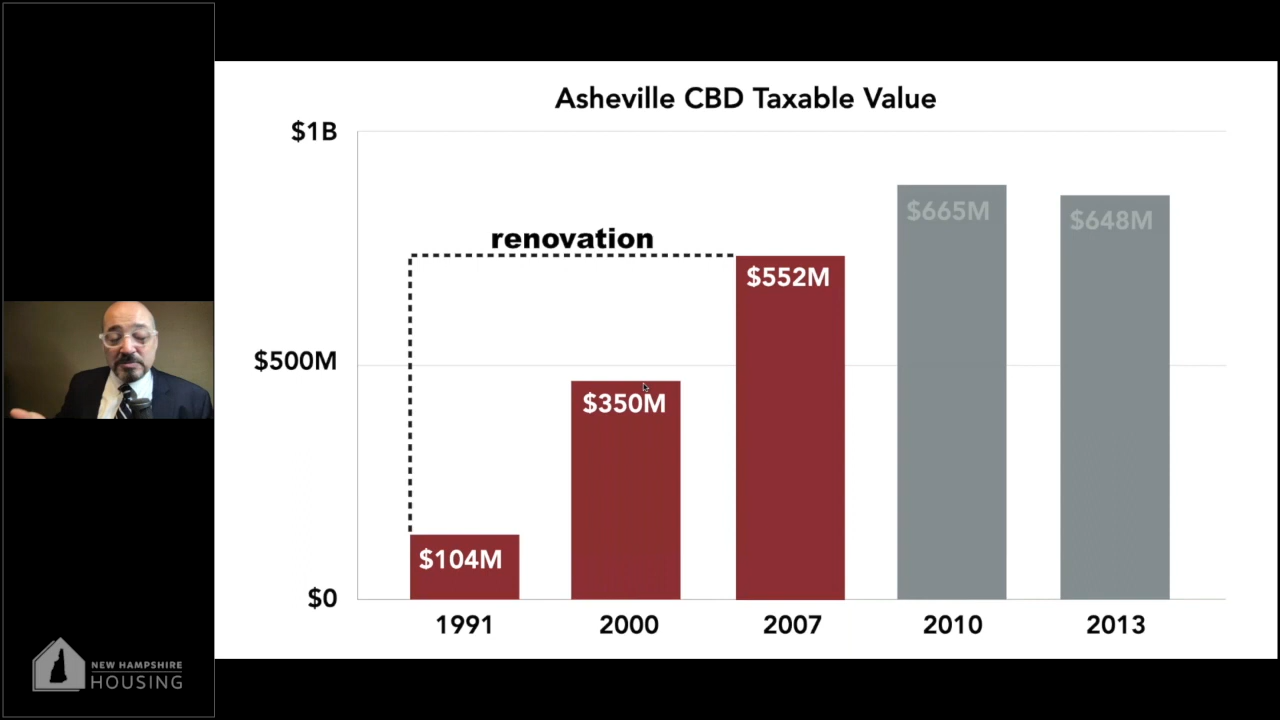 Asheville CBD Taxable Value
$1B
$500M
$0
renovation
$104M
$350M
$552M
$665M
$648M
1991
2000
2007
2010
2013
NEW HAMPSHIRE
HOUSING